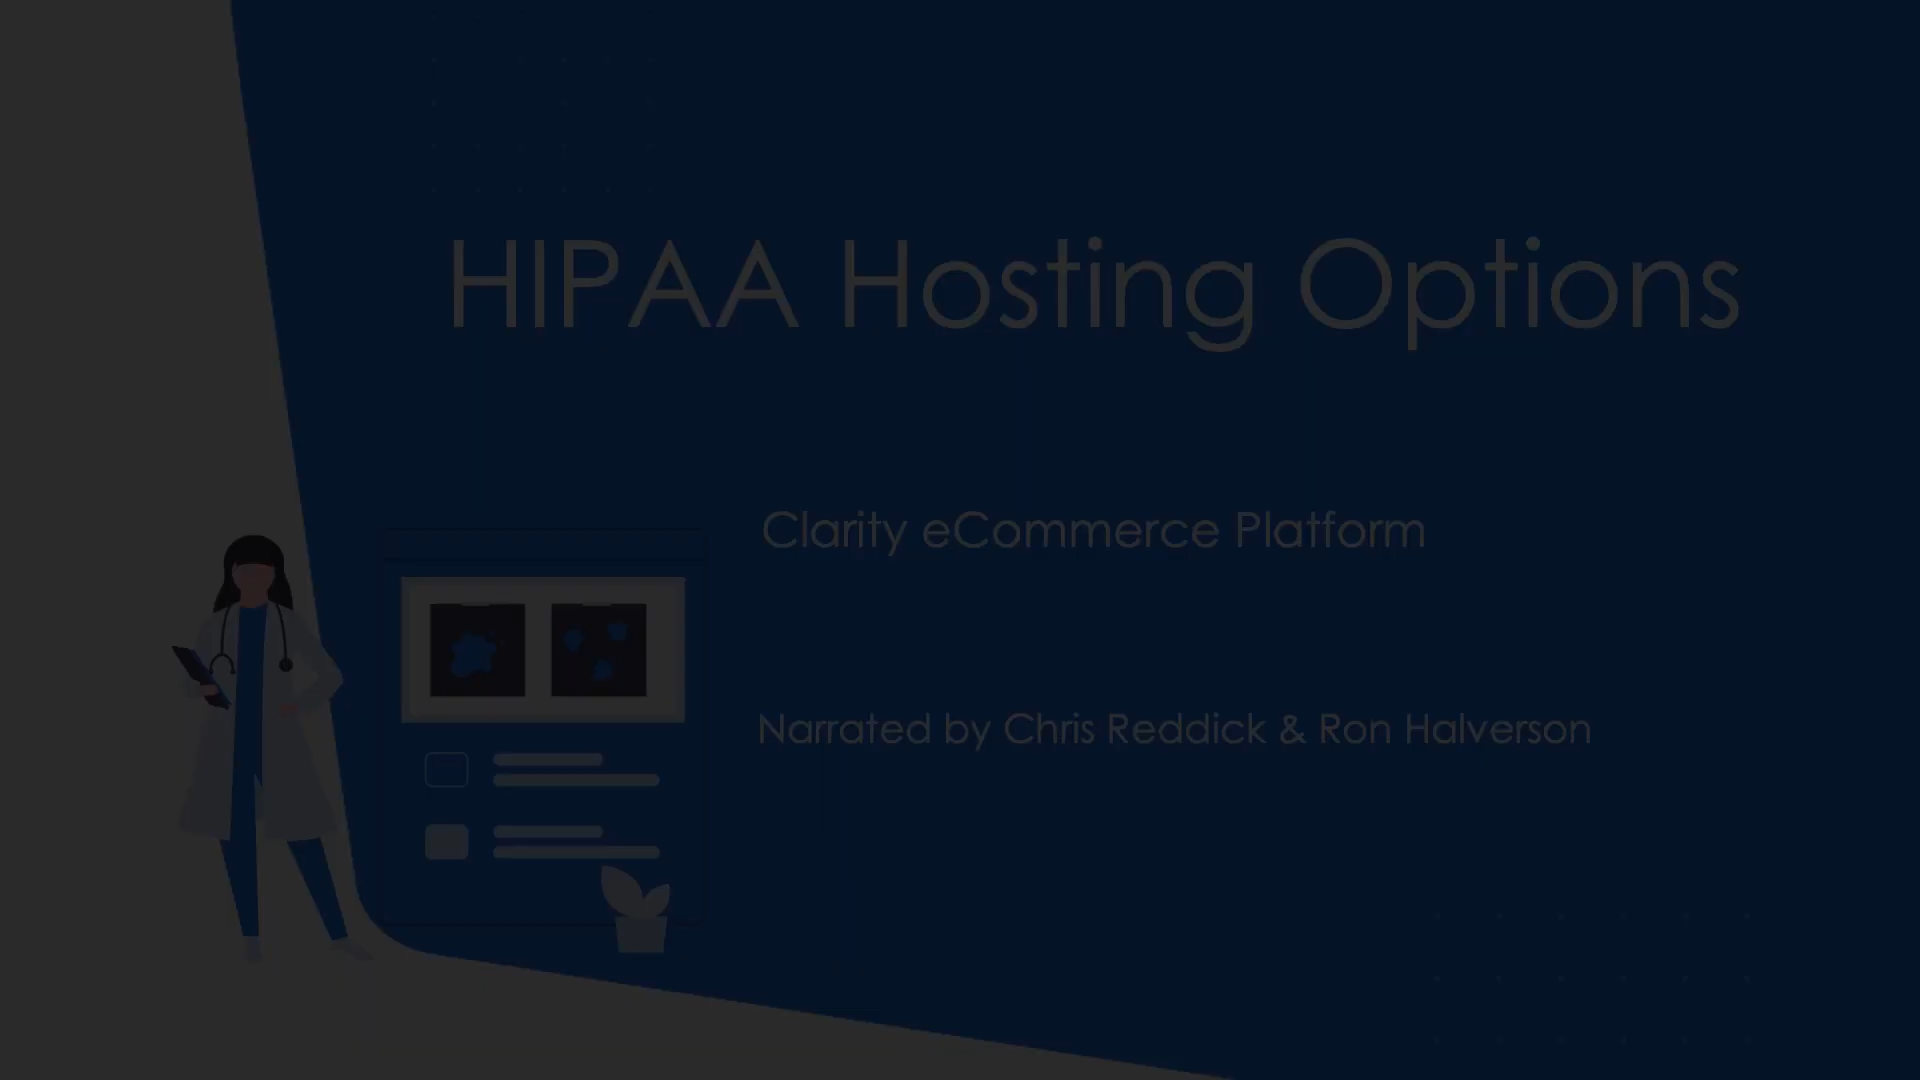 HIPAA Hosting Options
Clarity eCommerce Platform
Narrated by Chris Reddick & Ron Halverson